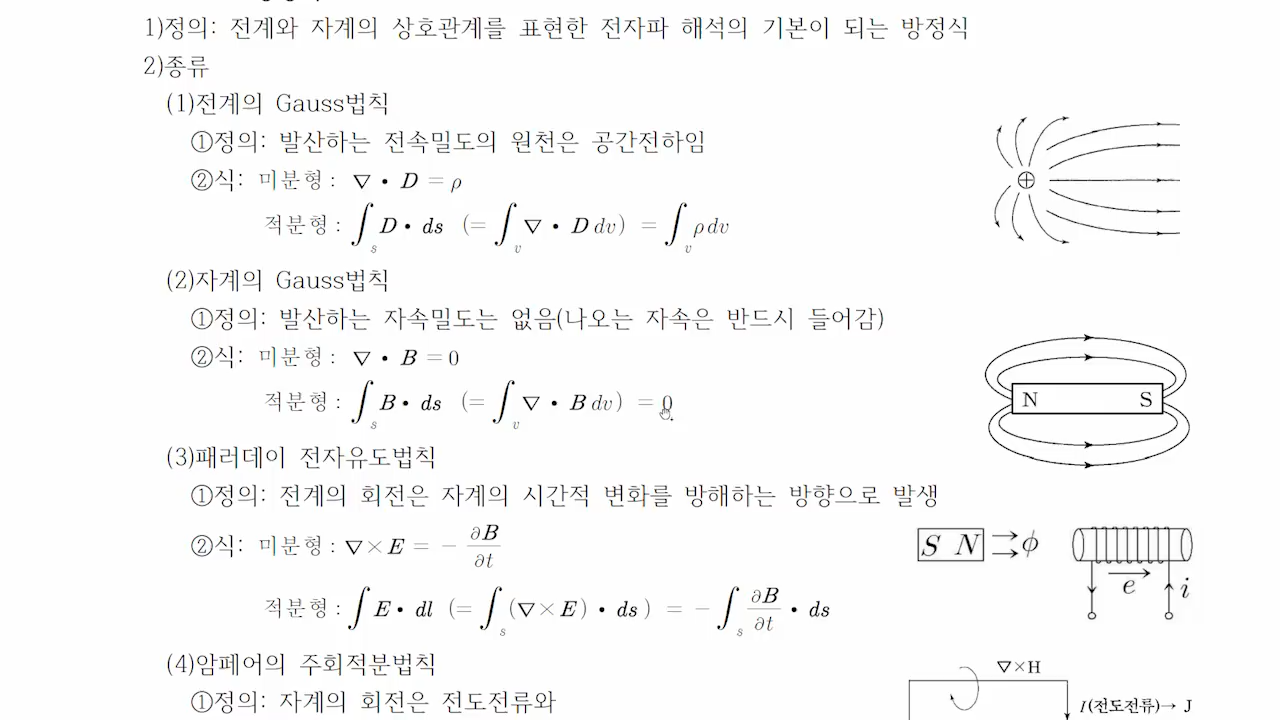 1)정의: 전계와 자계의 상호관계를 표현한 전자파 해석의 기본이 되는 방정식
2)종류
(1)전계의 Gauss법칙
①정의: 발산하는 전속밀도의 원천은 공간전하임
②식: 미분형: ∇• D = ρ
적분형: ∫_s D• ds (= ∫_v ∇• D dv) = ∫_v ρ dv
⊕
(2)자계의 Gauss법칙
①정의: 발산하는 자속밀도는 없음(나오는 자속은 반드시 들어감)
②식: 미분형: ∇• B = 0
적분형: ∫_s B• ds (= ∫_v ∇• B dv) = 0
N S
(3)패러데이 전자유도법칙
①정의: 전계의 회전은 자계의 시간적 변화를 방해하는 방향으로 발생
②식: 미분형: ∇×E = − ∂B/∂t
적분형: ∫ E• dl (= ∫_s (∇×E)• ds) = − ∫_s ∂B/∂t • ds
S N ϕ e i
(4)암페어의 주회적분법칙
①정의: 자계의 회전은 전도전류와
∇×H
I(전도전류)→ J